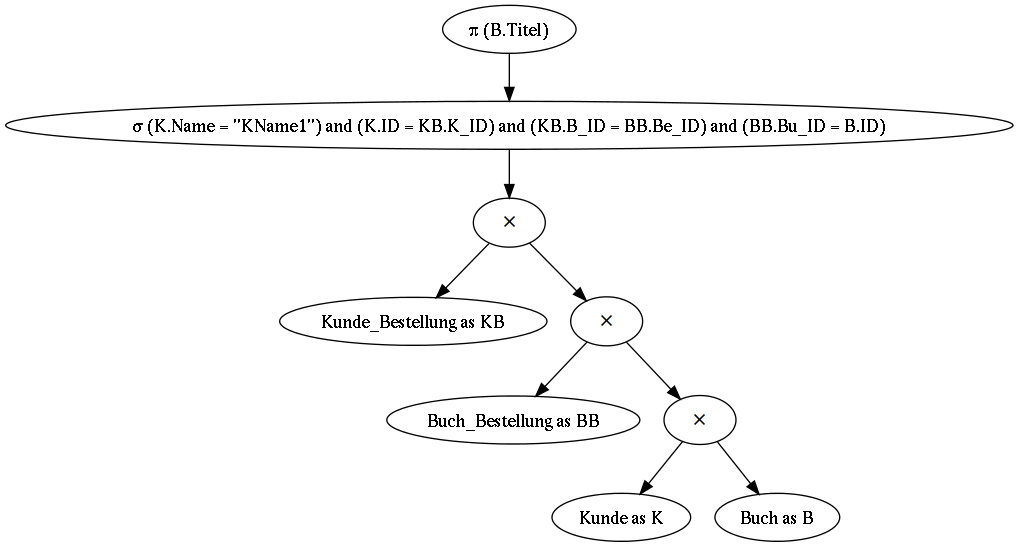 π (B.Titel)
σ (K.Name = "KName1") and (K.ID = KB.K_ID) and (KB.B_ID = BB.Be_ID) and (BB.Bu_ID = B.ID)
×
Kunde_Bestellung as KB
×
Buch_Bestellung as BB
×
Kunde as K
Buch as B